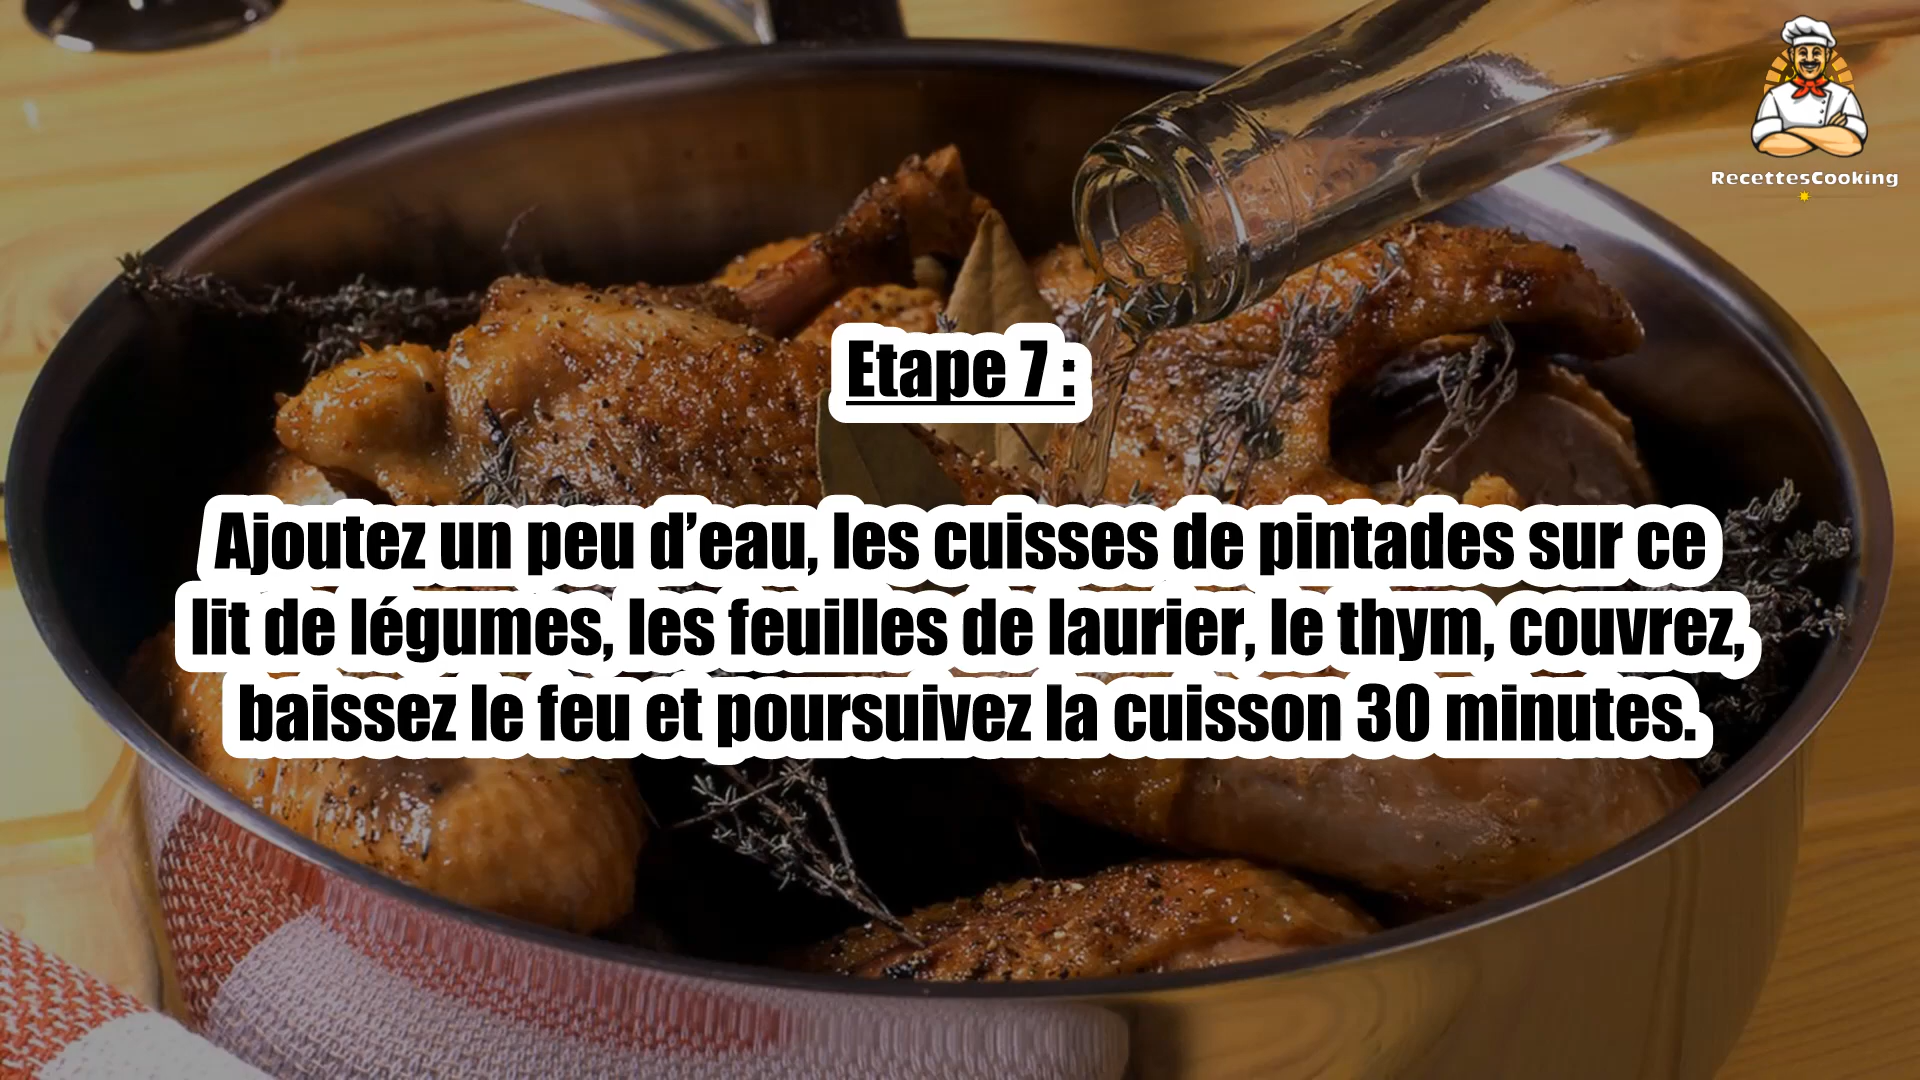 RecettesCooking
Etape 7 :
Ajoutez un peu d’eau, les cuisses de pintades sur ce
lit de légumes, les feuilles de laurier, le thym, couvrez,
baissez le feu et poursuivez la cuisson 30 minutes.